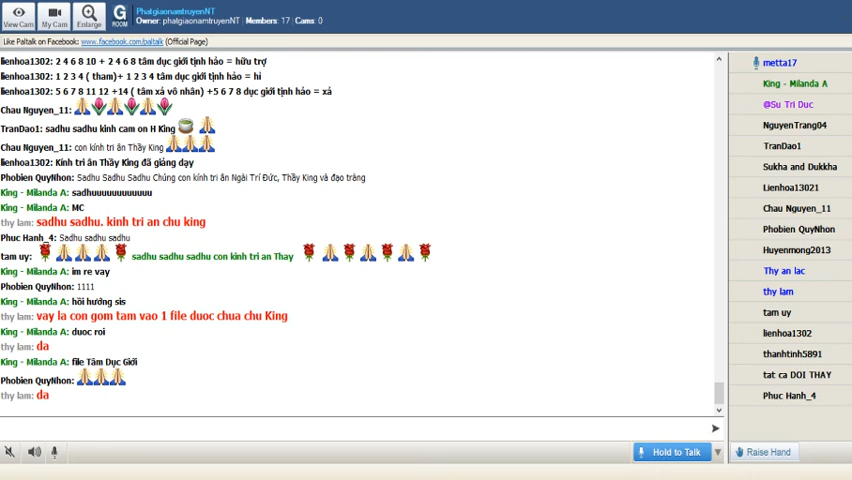 PhatgiaonamtruyenNT
Owner: phatgiaonamtruyenNT | Members: 17 | Cams: 0
View Cam
My Cam
Enlarge
G
ROOM
Like Paltalk on Facebook: www.facebook.com/paltalk (Official Page)
lienhoa1302: 2 4 6 8 10 + 2 4 6 8 tâm dục giới tịnh hảo = hữu trợ
lienhoa1302: 1 2 3 4 ( tham)+ 1 2 3 4 tâm dục giới tịnh hảo = hỉ
lienhoa1302: 5 6 7 8 11 12 +14 ( tâm xả vô nhân) +5 6 7 8 dục giới tịnh hảo = xả
Chau Nguyen_11:
TranDao1: sadhu sadhu kinh cam on H King
Chau Nguyen_11: con kính tri ân Thầy King
lienhoa1302: Kính tri ân Thầy King đã giảng dạy
Phobien QuyNhon: Sadhu Sadhu Sadhu Chúng con kính tri ân Ngài Trí Đức, Thầy King và đạo tràng
King - Milanda A: sadhuuuuuuuuuuuu
King - Milanda A: MC
thy lam: sadhu sadhu. kinh tri an chu king
Phuc Hanh_4: Sadhu sadhu sadhu
tam uy: sadhu sadhu sadhu con kinh tri an Thay
King - Milanda A: im re vay
Phobien QuyNhon: 1111
King - Milanda A: hồi hướng sis
thy lam: vay la con gom tam vao 1 file duoc chua chu King
King - Milanda A: duoc roi
thy lam: da
King - Milanda A: file Tâm Dục Giới
Phobien QuyNhon:
thy lam: da
Hold to Talk
Raise Hand
metta17
King - Milanda A
@Su Tri Duc
NguyenTrang04
TranDao1
Sukha and Dukkha
Lienhoa13021
Chau Nguyen_11
Phobien QuyNhon
Huyenmong2013
Thy an lac
thy lam
tam uy
lienhoa1302
thanhtinh5891
tat ca DOI THAY
Phuc Hanh_4